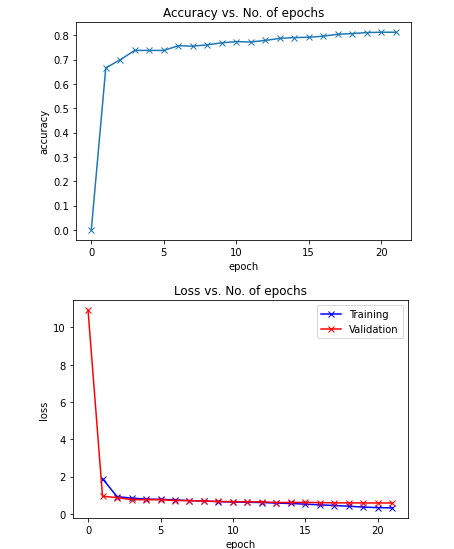 Accuracy vs. No. of epochs
0.8
0.7
0.6
0.5
0.4
0.3
0.2
0.1
0.0
accuracy
0 5 10 15 20
epoch
Loss vs. No. of epochs
Training
Validation
10
8
6
4
2
0
loss
0 5 10 15 20
epoch